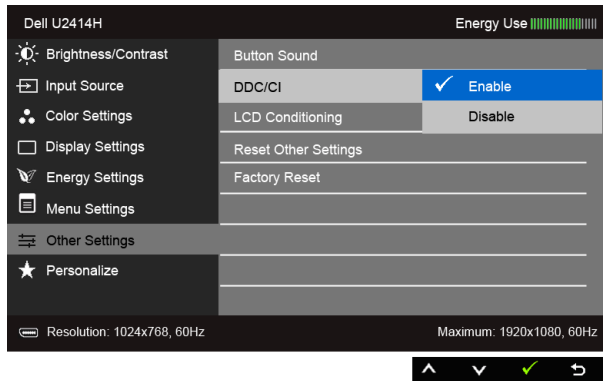 Dell U2414H Energy Use
Brightness/Contrast Button Sound
Input Source DDC/CI Enable
Color Settings LCD Conditioning Disable
Display Settings Reset Other Settings
Energy Settings Factory Reset
Menu Settings
Other Settings
Personalize
Resolution: 1024x768, 60Hz Maximum: 1920x1080, 60Hz